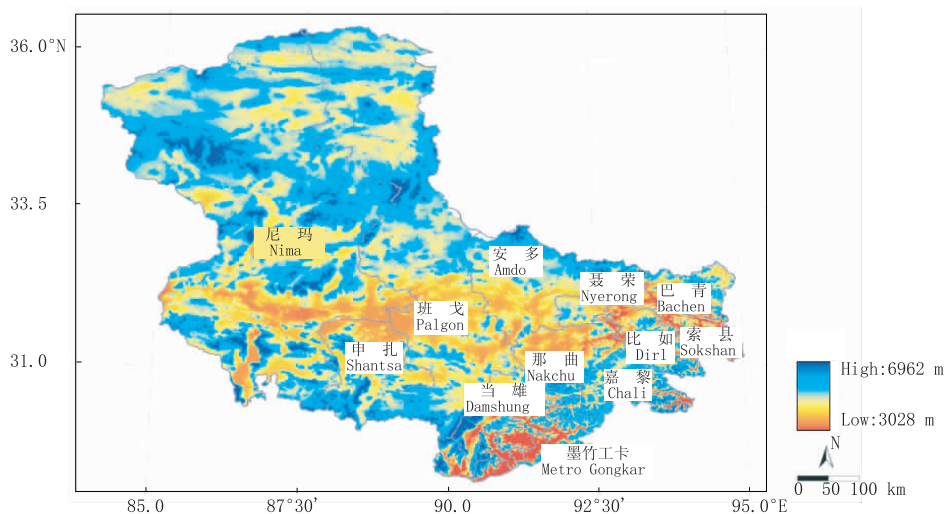 36.0°N
33.5
31.0
尼 玛
Nima
安 多
Amdo
聂 荣
Nyerong
巴 青
Bachen
班 戈
Palgon
申 扎
Shantsa
比 如
Dirl
索 县
Sokshan
那 曲
Nakchu
嘉 黎
Chali
当 雄
Damshung
墨竹工卡
Metro Gongkar
High:6962 m
Low:3028 m
N
0 50 100 km
85.0 87°30′ 90.0 92°30′ 95.0°E